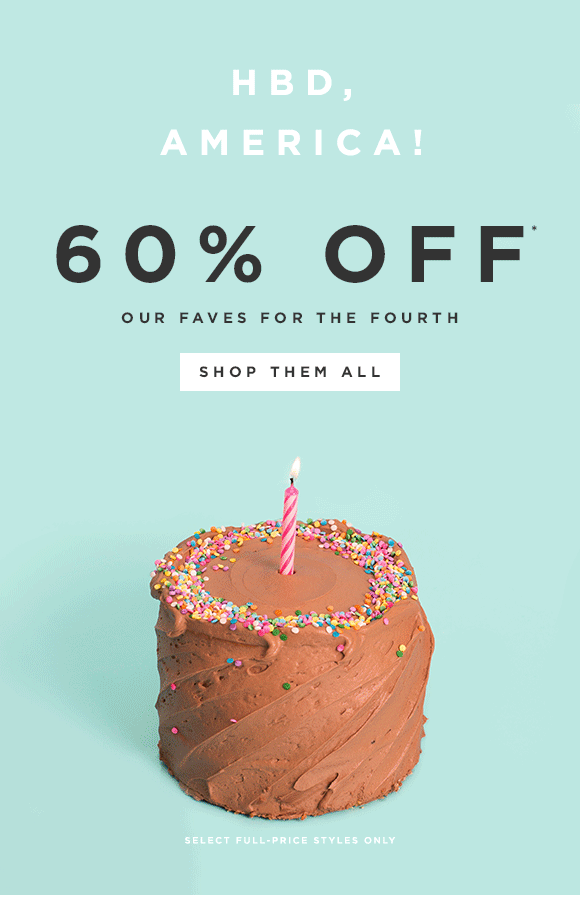 HBD,
AMERICA!
60% OFF*
OUR FAVES FOR THE FOURTH
SHOP THEM ALL
SELECT FULL-PRICE STYLES ONLY